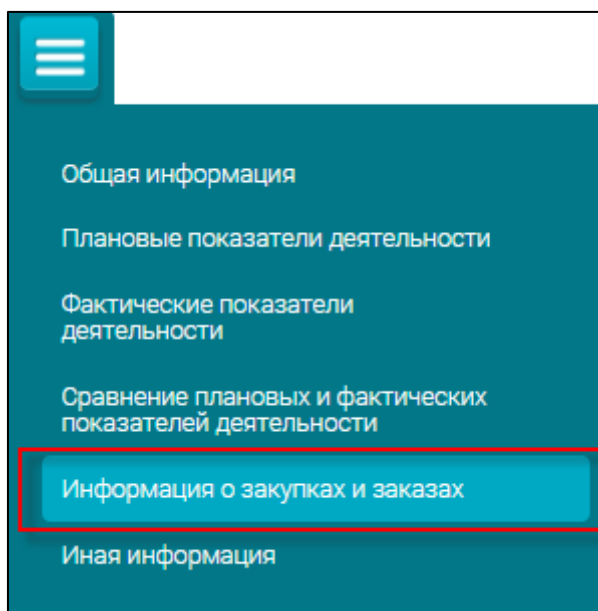 Общая информация
Плановые показатели деятельности
Фактические показатели
деятельности
Сравнение плановых и фактических
показателей деятельности
Информация о закупках и заказах
Иная информация